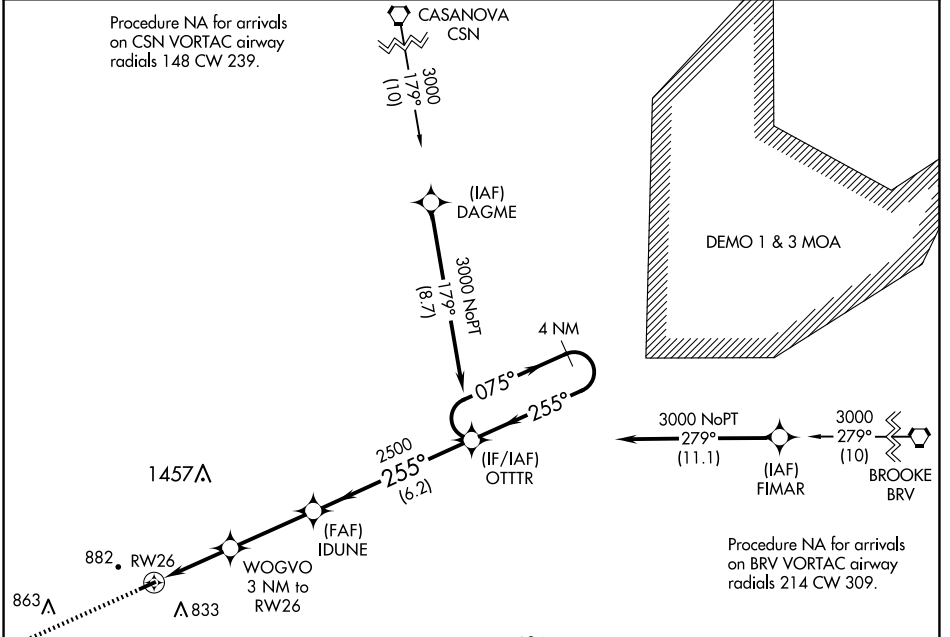 Procedure NA for arrivals
on CSN VORTAC airway
radials 148 CW 239.
CASANOVA
CSN
3000
179°
(10)
(IAF)
DAGME
3000 NoPT
179°
(8.7)
DEMO 1 & 3 MOA
4 NM
075°
255°
3000 NoPT
279°
(11.1)
3000
279°
(10)
(IAF)
FIMAR
BROOKE
BRV
(IF/IAF)
OTTTR
2500
255°
(6.2)
1457
(FAF)
IDUNE
WOGVO
3 NM to
RW26
882
RW26
863
833
Procedure NA for arrivals
on BRV VORTAC airway
radials 214 CW 309.